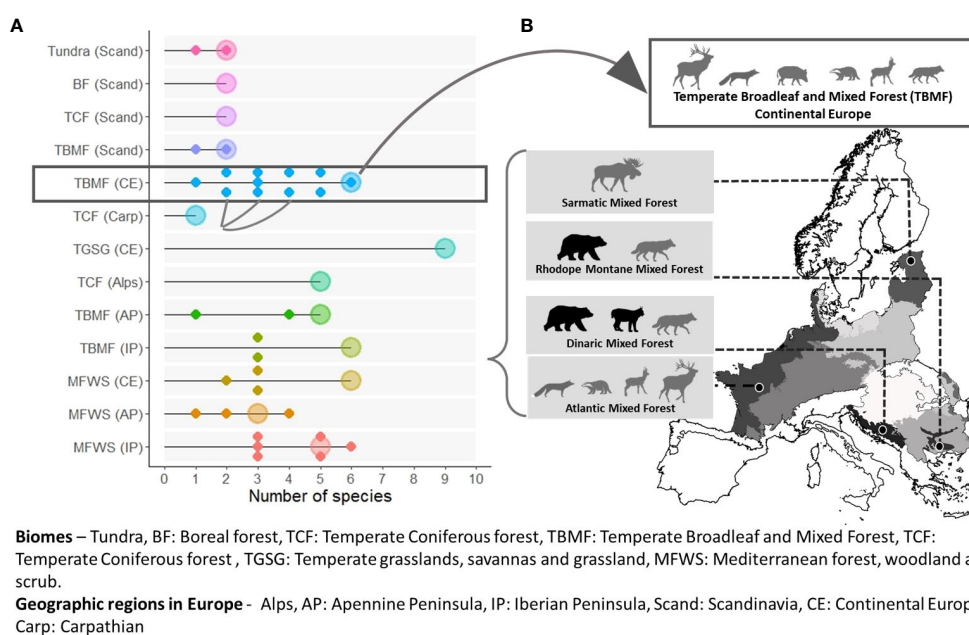 A
B
Tundra (Scand)
BF (Scand)
TCF (Scand)
TBMF (Scand)
TBMF (CE)
TCF (Carp)
TGSG (CE)
TCF (Alps)
TBMF (AP)
TBMF (IP)
MFWS (CE)
MFWS (AP)
MFWS (IP)
0 1 2 3 4 5 6 7 8 9 10
Number of species
Temperate Broadleaf and Mixed Forest (TBMF)
Continental Europe
Sarmatic Mixed Forest
Rhodope Montane Mixed Forest
Dinaric Mixed Forest
Atlantic Mixed Forest
Biomes – Tundra, BF: Boreal forest, TCF: Temperate Coniferous forest, TBMF: Temperate Broadleaf and Mixed Forest, TCF:
Temperate Coniferous forest , TGSG: Temperate grasslands, savannas and grassland, MFWS: Mediterranean forest, woodland a
scrub.
Geographic regions in Europe - Alps, AP: Apennine Peninsula, IP: Iberian Peninsula, Scand: Scandinavia, CE: Continental Europ
Carp: Carpathian